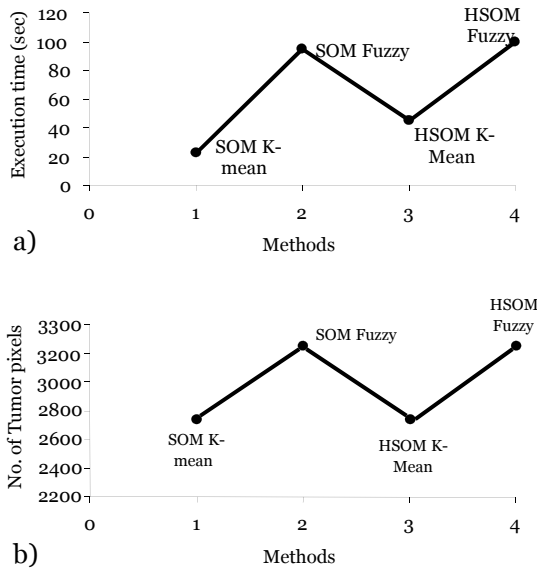 Execution time (sec)
120
100
80
60
40
20
0
HSOM
Fuzzy
SOM Fuzzy
SOM K-
mean
HSOM K-
Mean
0 1 2 3 4
Methods
a)
No. of Tumor pixels
3300
3200
3000
2800
2600
2400
2200
HSOM
Fuzzy
SOM Fuzzy
SOM K-
mean
HSOM K-
Mean
0 1 2 3 4
Methods
b)